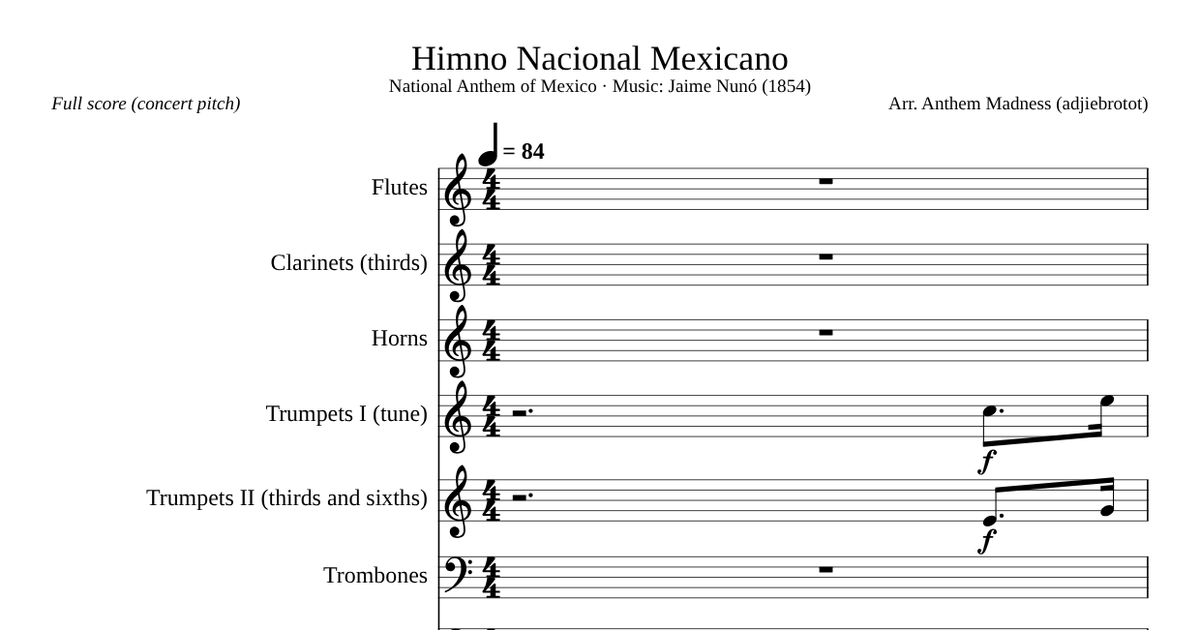 Himno Nacional Mexicano
National Anthem of Mexico · Music: Jaime Nunó (1854)
Full score (concert pitch)
Arr. Anthem Madness (adjiebrotot)
= 84
Flutes
Clarinets (thirds)
Horns
Trumpets I (tune)
f
Trumpets II (thirds and sixths)
f
Trombones